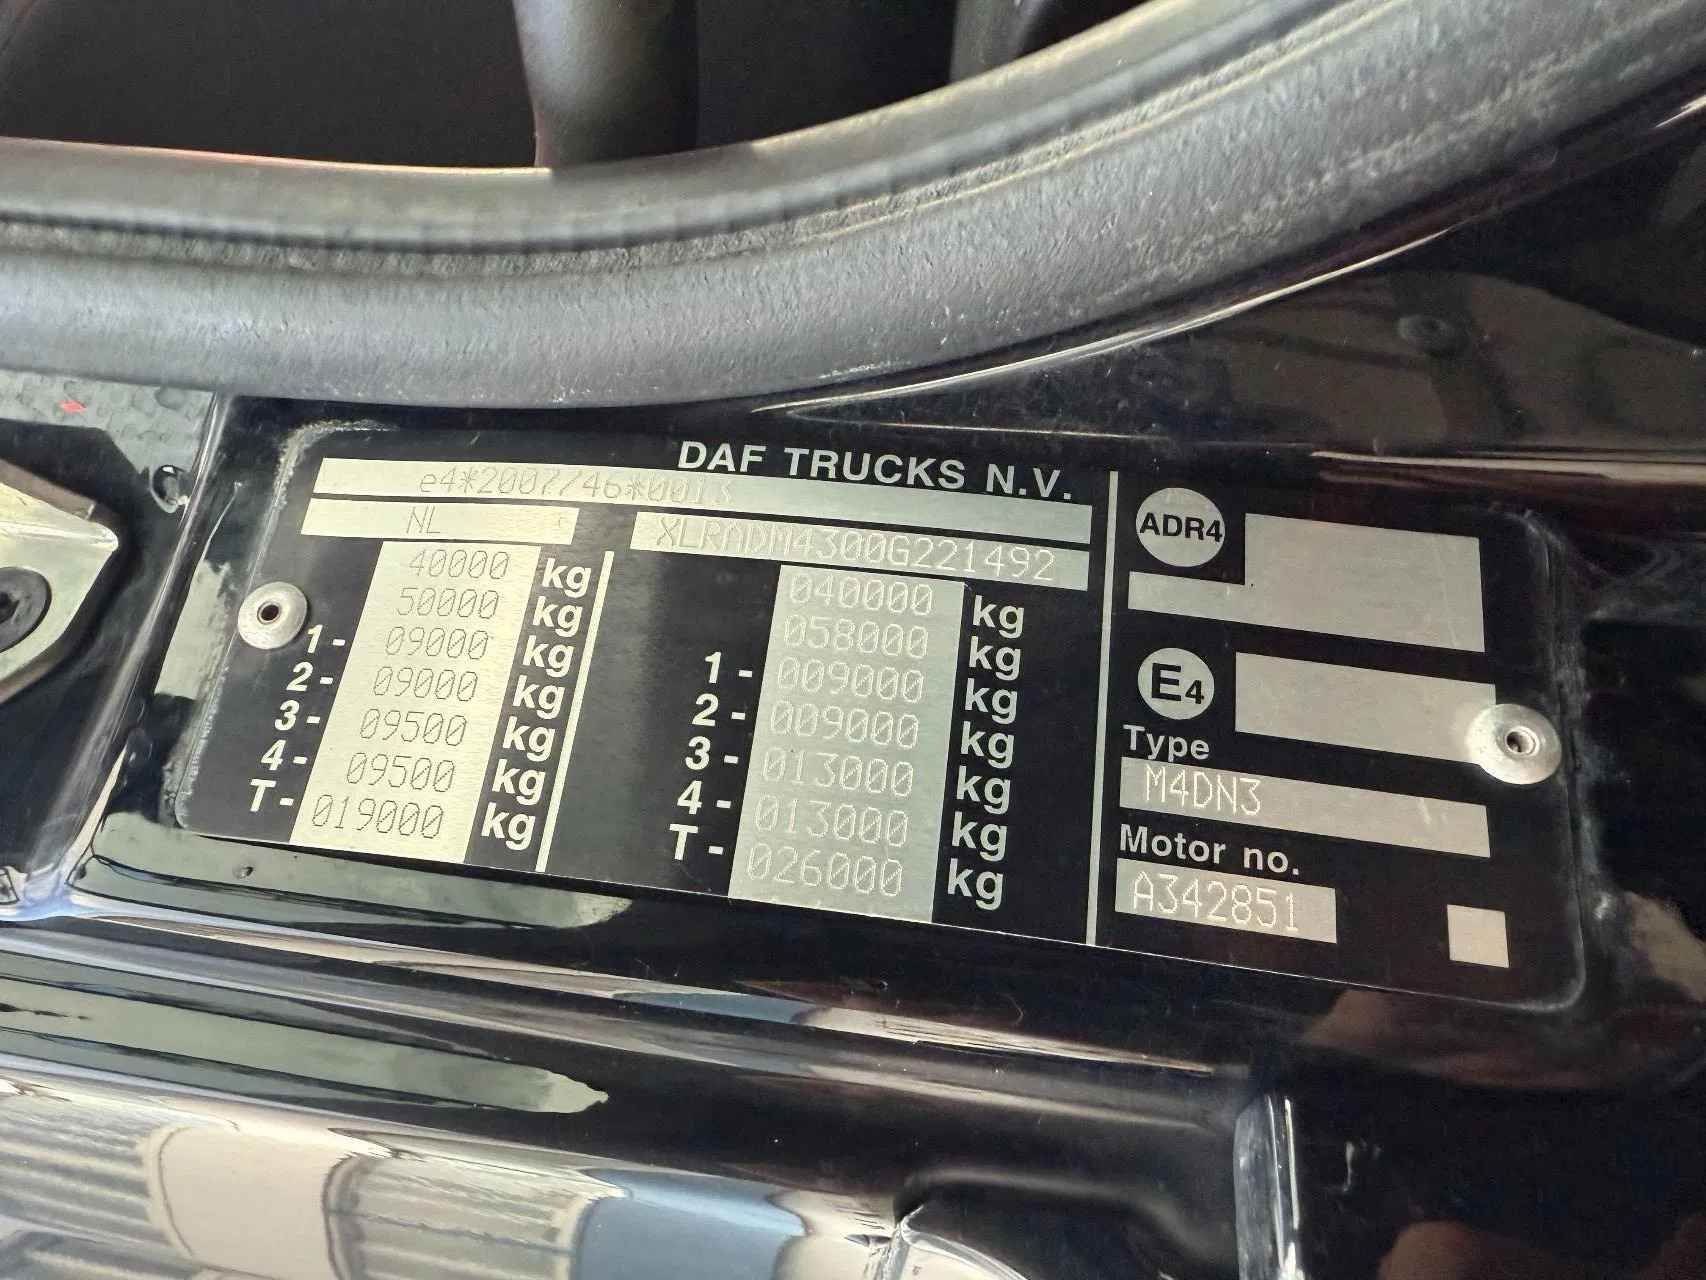 DAF TRUCKS N.V.
e4*2007/46*0013
NL
XLRADM4300G221492
40000 kg
50000 kg
1- 09000 kg
2- 09000 kg
3- 09500 kg
4- 09500 kg
T- 019000 kg
040000 kg
058000 kg
1- 009000 kg
2- 009000 kg
3- 013000 kg
4- 013000 kg
T- 026000 kg
ADR4
E4
Type
M4DN3
Motor no.
A342851